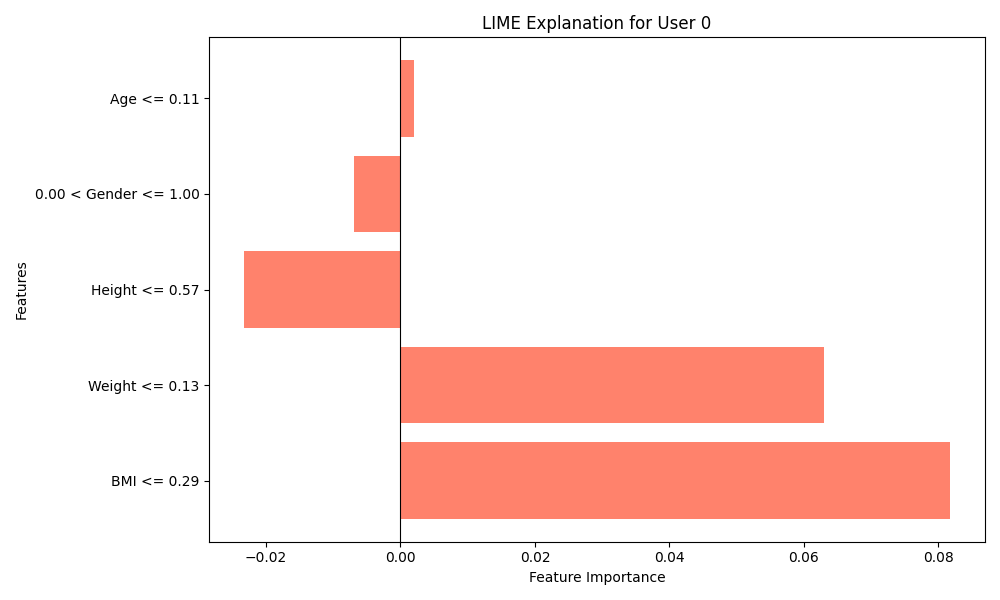 LIME Explanation for User 0
Age <= 0.11
0.00 < Gender <= 1.00
Height <= 0.57
Weight <= 0.13
BMI <= 0.29
Features
−0.02 0.00 0.02 0.04 0.06 0.08
Feature Importance